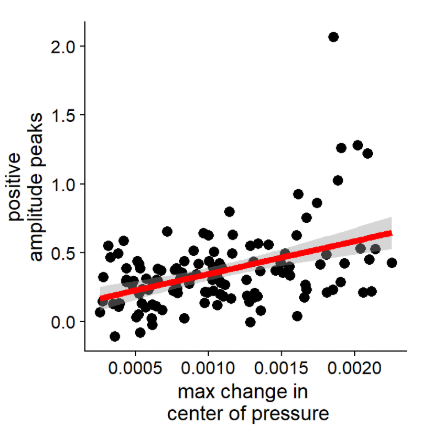 2.0
1.5
1.0
0.5
0.0
positive
amplitude peaks
0.0005 0.0010 0.0015 0.0020
max change in
center of pressure